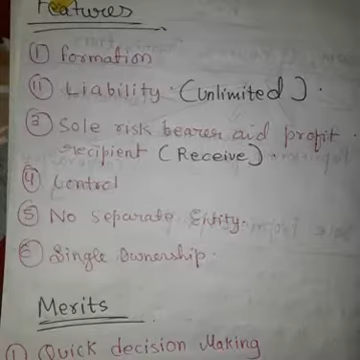 Features
① Formation
② Liability. (Unlimited).
③ Sole risk bearer aid profit
recipient (Receive)
④ Control
⑤ No Separate Entity.
⑥ Single Ownership.
Merits
① Quick decision Making